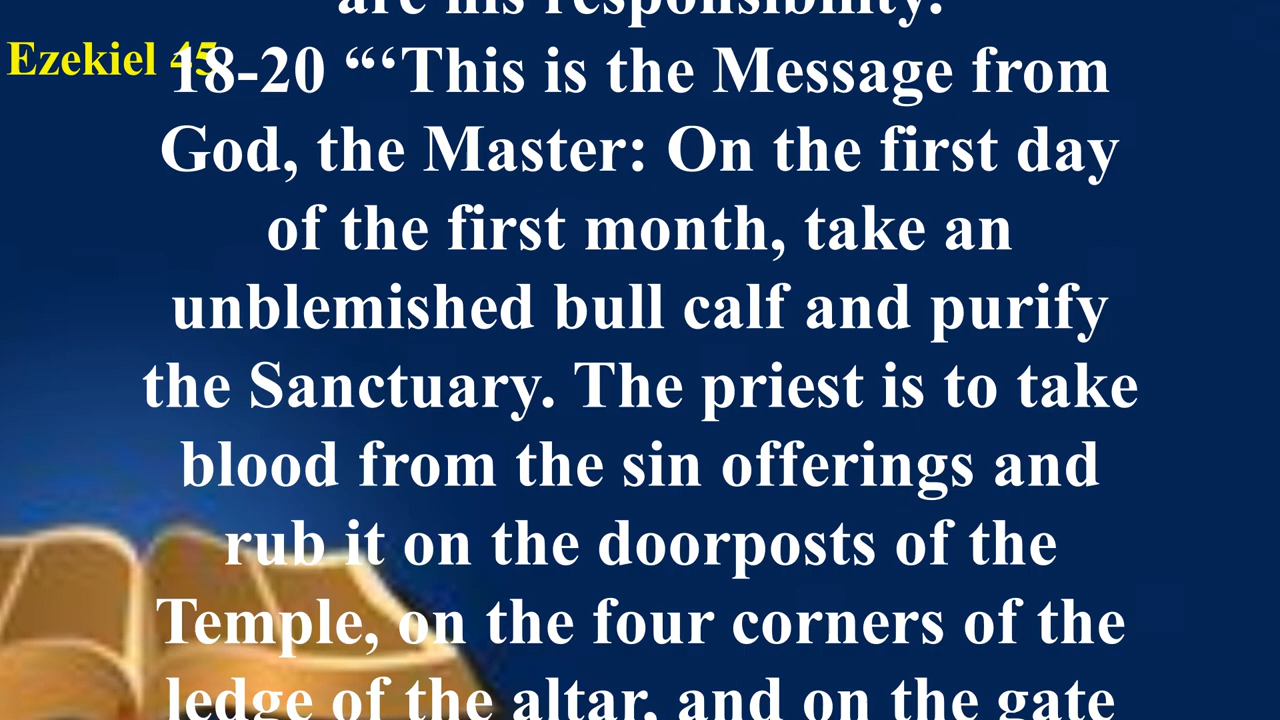 are his responsibility.
Ezekiel 45
18-20 “‘This is the Message from
God, the Master: On the first day
of the first month, take an
unblemished bull calf and purify
the Sanctuary. The priest is to take
blood from the sin offerings and
rub it on the doorposts of the
Temple, on the four corners of the
ledge of the altar, and on the gate